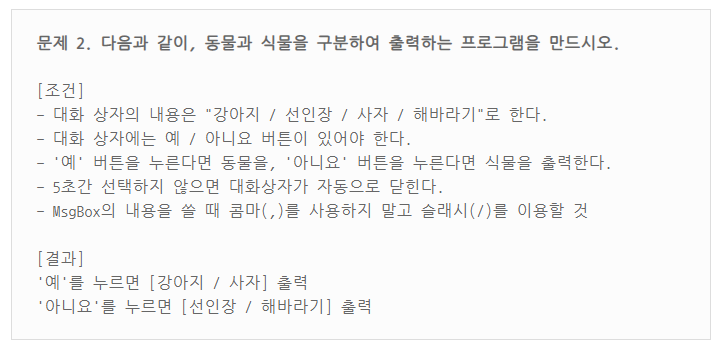 문제 2. 다음과 같이, 동물과 식물을 구분하여 출력하는 프로그램을 만드시오.
[조건]
- 대화 상자의 내용은 "강아지 / 선인장 / 사자 / 해바라기"로 한다.
- 대화 상자에는 예 / 아니요 버튼이 있어야 한다.
- '예' 버튼을 누른다면 동물을, '아니요' 버튼을 누른다면 식물을 출력한다.
- 5초간 선택하지 않으면 대화상자가 자동으로 닫힌다.
- MsgBox의 내용을 쓸 때 콤마(,)를 사용하지 말고 슬래시(/)를 이용할 것
[결과]
'예'를 누르면 [강아지 / 사자] 출력
'아니요'를 누르면 [선인장 / 해바라기] 출력